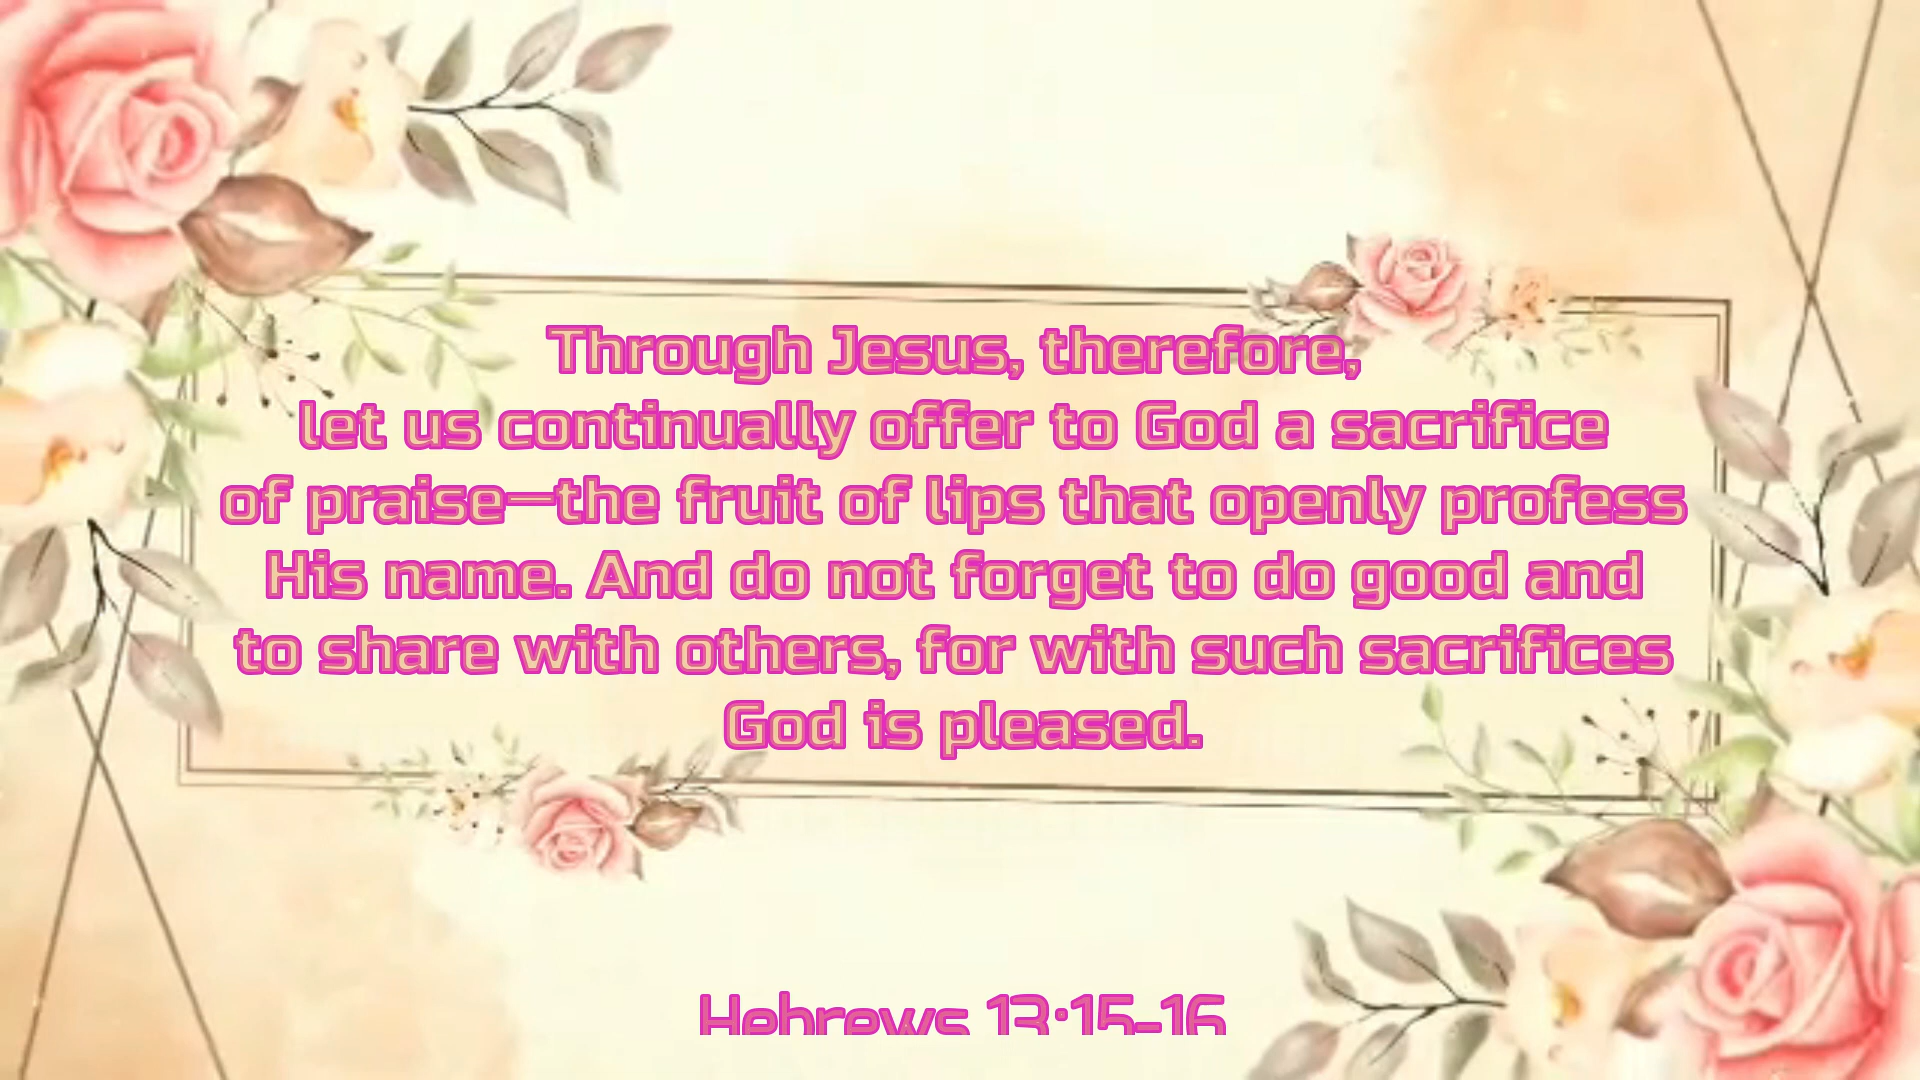 Through Jesus, therefore,
let us continually offer to God a sacrifice
of praise—the fruit of lips that openly profess
His name. And do not forget to do good and
to share with others, for with such sacrifices
God is pleased.
Hebrews 13:15-16